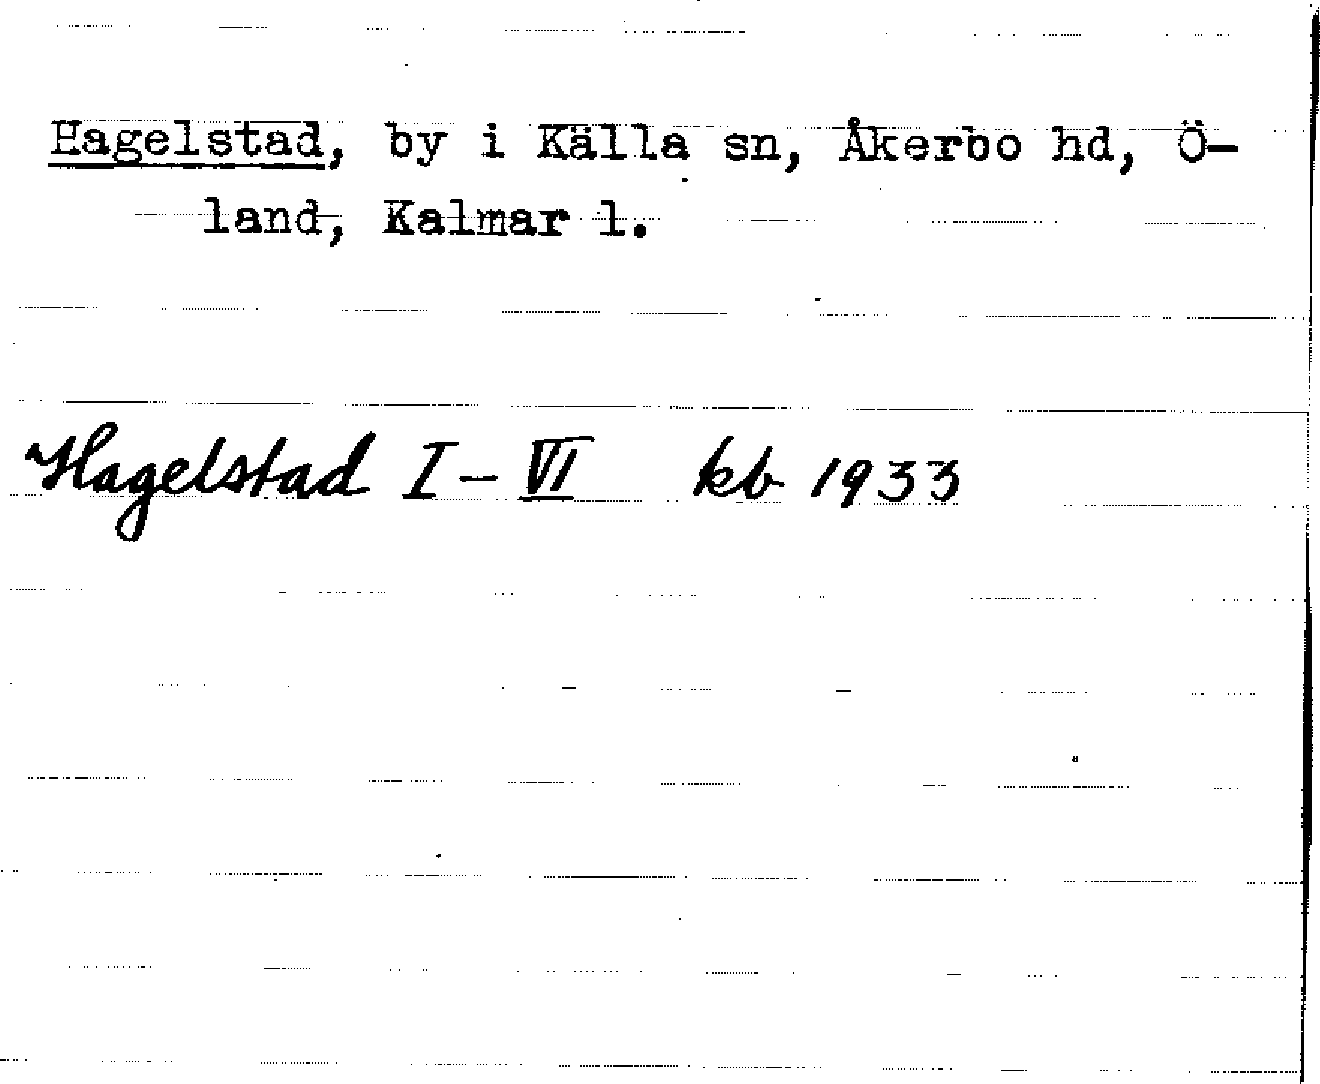 Hagelstad, by i Källa sn, Åkerbo hd, Ö-
land, Kalmar l.
Hagelstad I - VI kb 1933